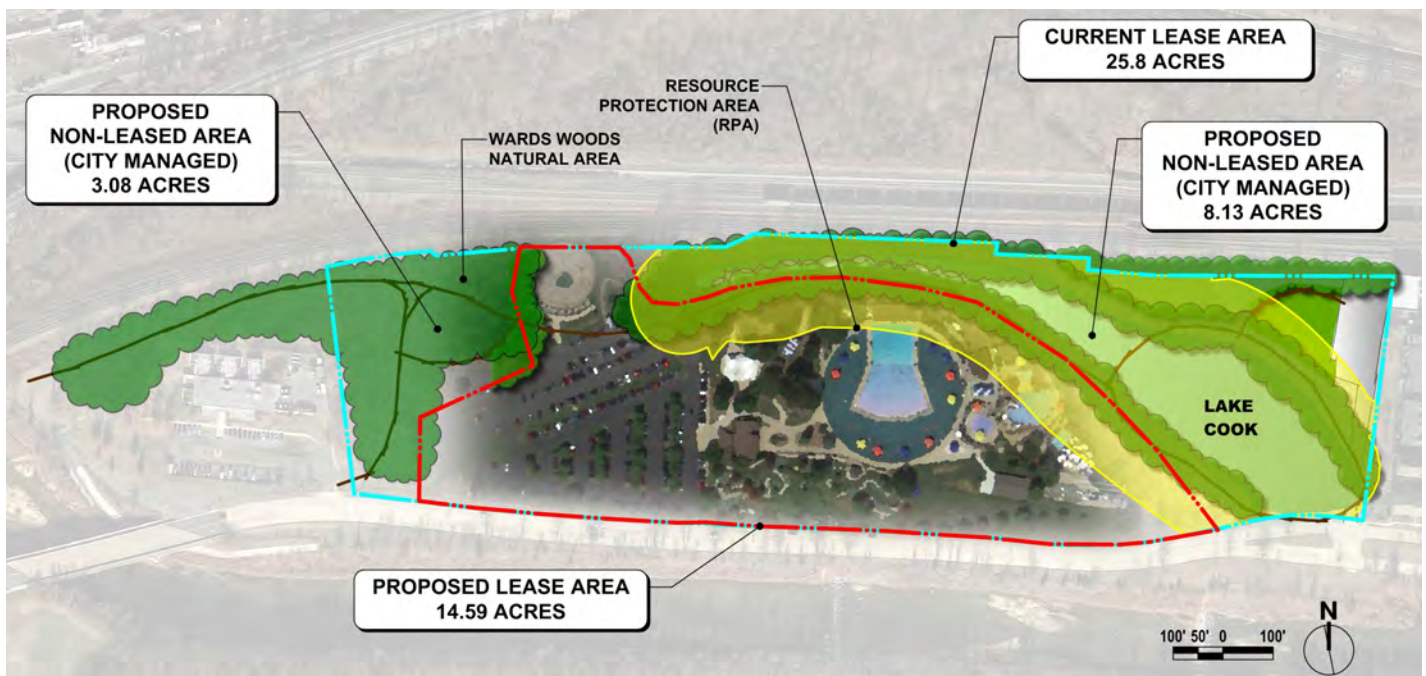 CURRENT LEASE AREA
25.8 ACRES
RESOURCE
PROTECTION AREA
(RPA)
PROPOSED
NON-LEASED AREA
(CITY MANAGED)
3.08 ACRES
WARDS WOODS
NATURAL AREA
PROPOSED
NON-LEASED AREA
(CITY MANAGED)
8.13 ACRES
LAKE
COOK
PROPOSED LEASE AREA
14.59 ACRES
100' 50' 0 100'
N